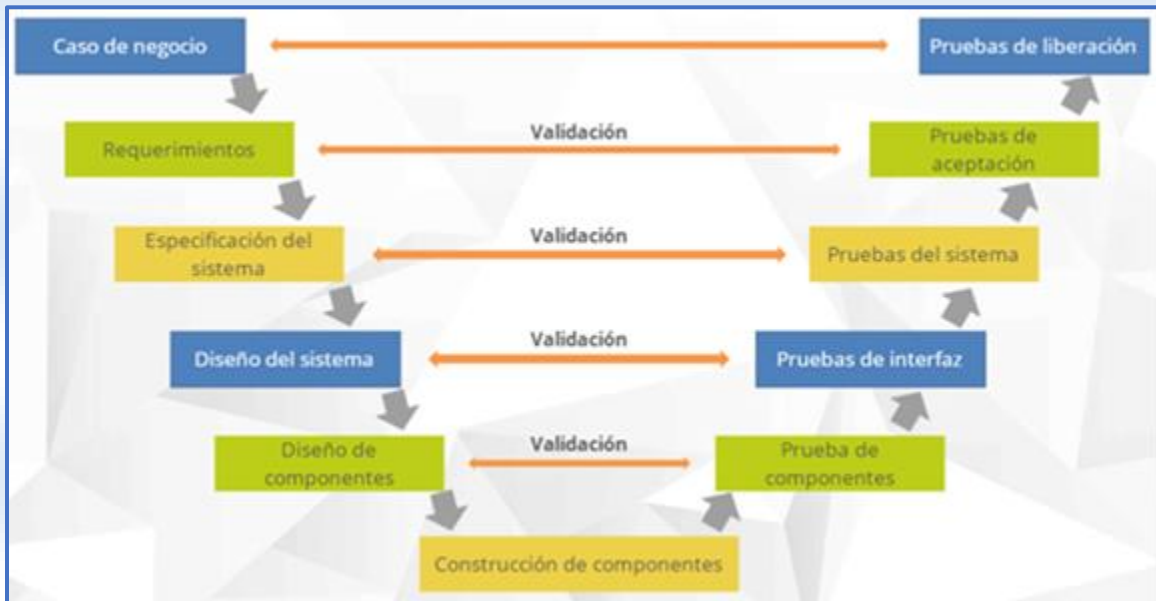 Caso de negocio
Pruebas de liberación
Requerimientos
Validación
Pruebas de
aceptación
Especificación del
sistema
Validación
Pruebas del sistema
Diseño del sistema
Validación
Pruebas de interfaz
Diseño de
componentes
Validación
Prueba de
componentes
Construcción de componentes